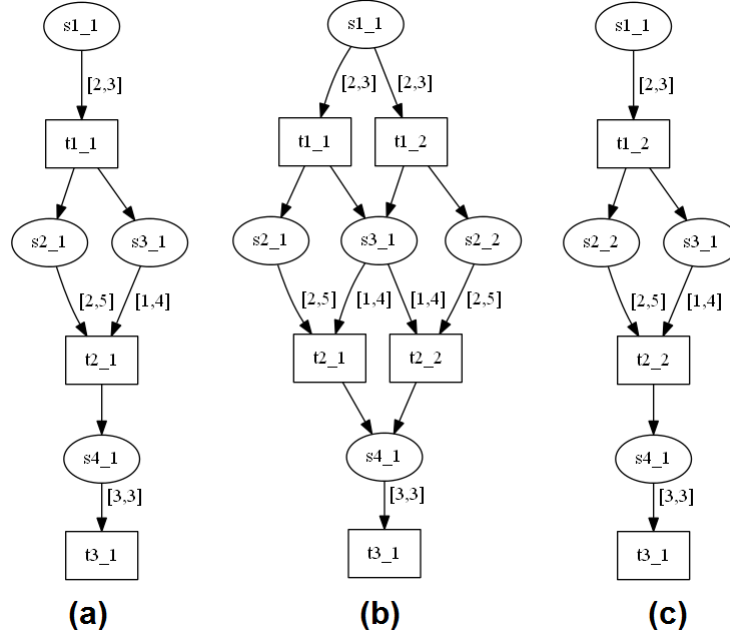 s1_1
[2,3]
t1_1
s2_1
s3_1
[2,5]
[1,4]
t2_1
s4_1
[3,3]
t3_1
(a)
s1_1
[2,3]
[2,3]
t1_1
t1_2
s2_1
s3_1
s2_2
[2,5]
[1,4]
[1,4]
[2,5]
t2_1
t2_2
s4_1
[3,3]
t3_1
(b)
s1_1
[2,3]
t1_2
s2_2
s3_1
[2,5]
[1,4]
t2_2
s4_1
[3,3]
t3_1
(c)